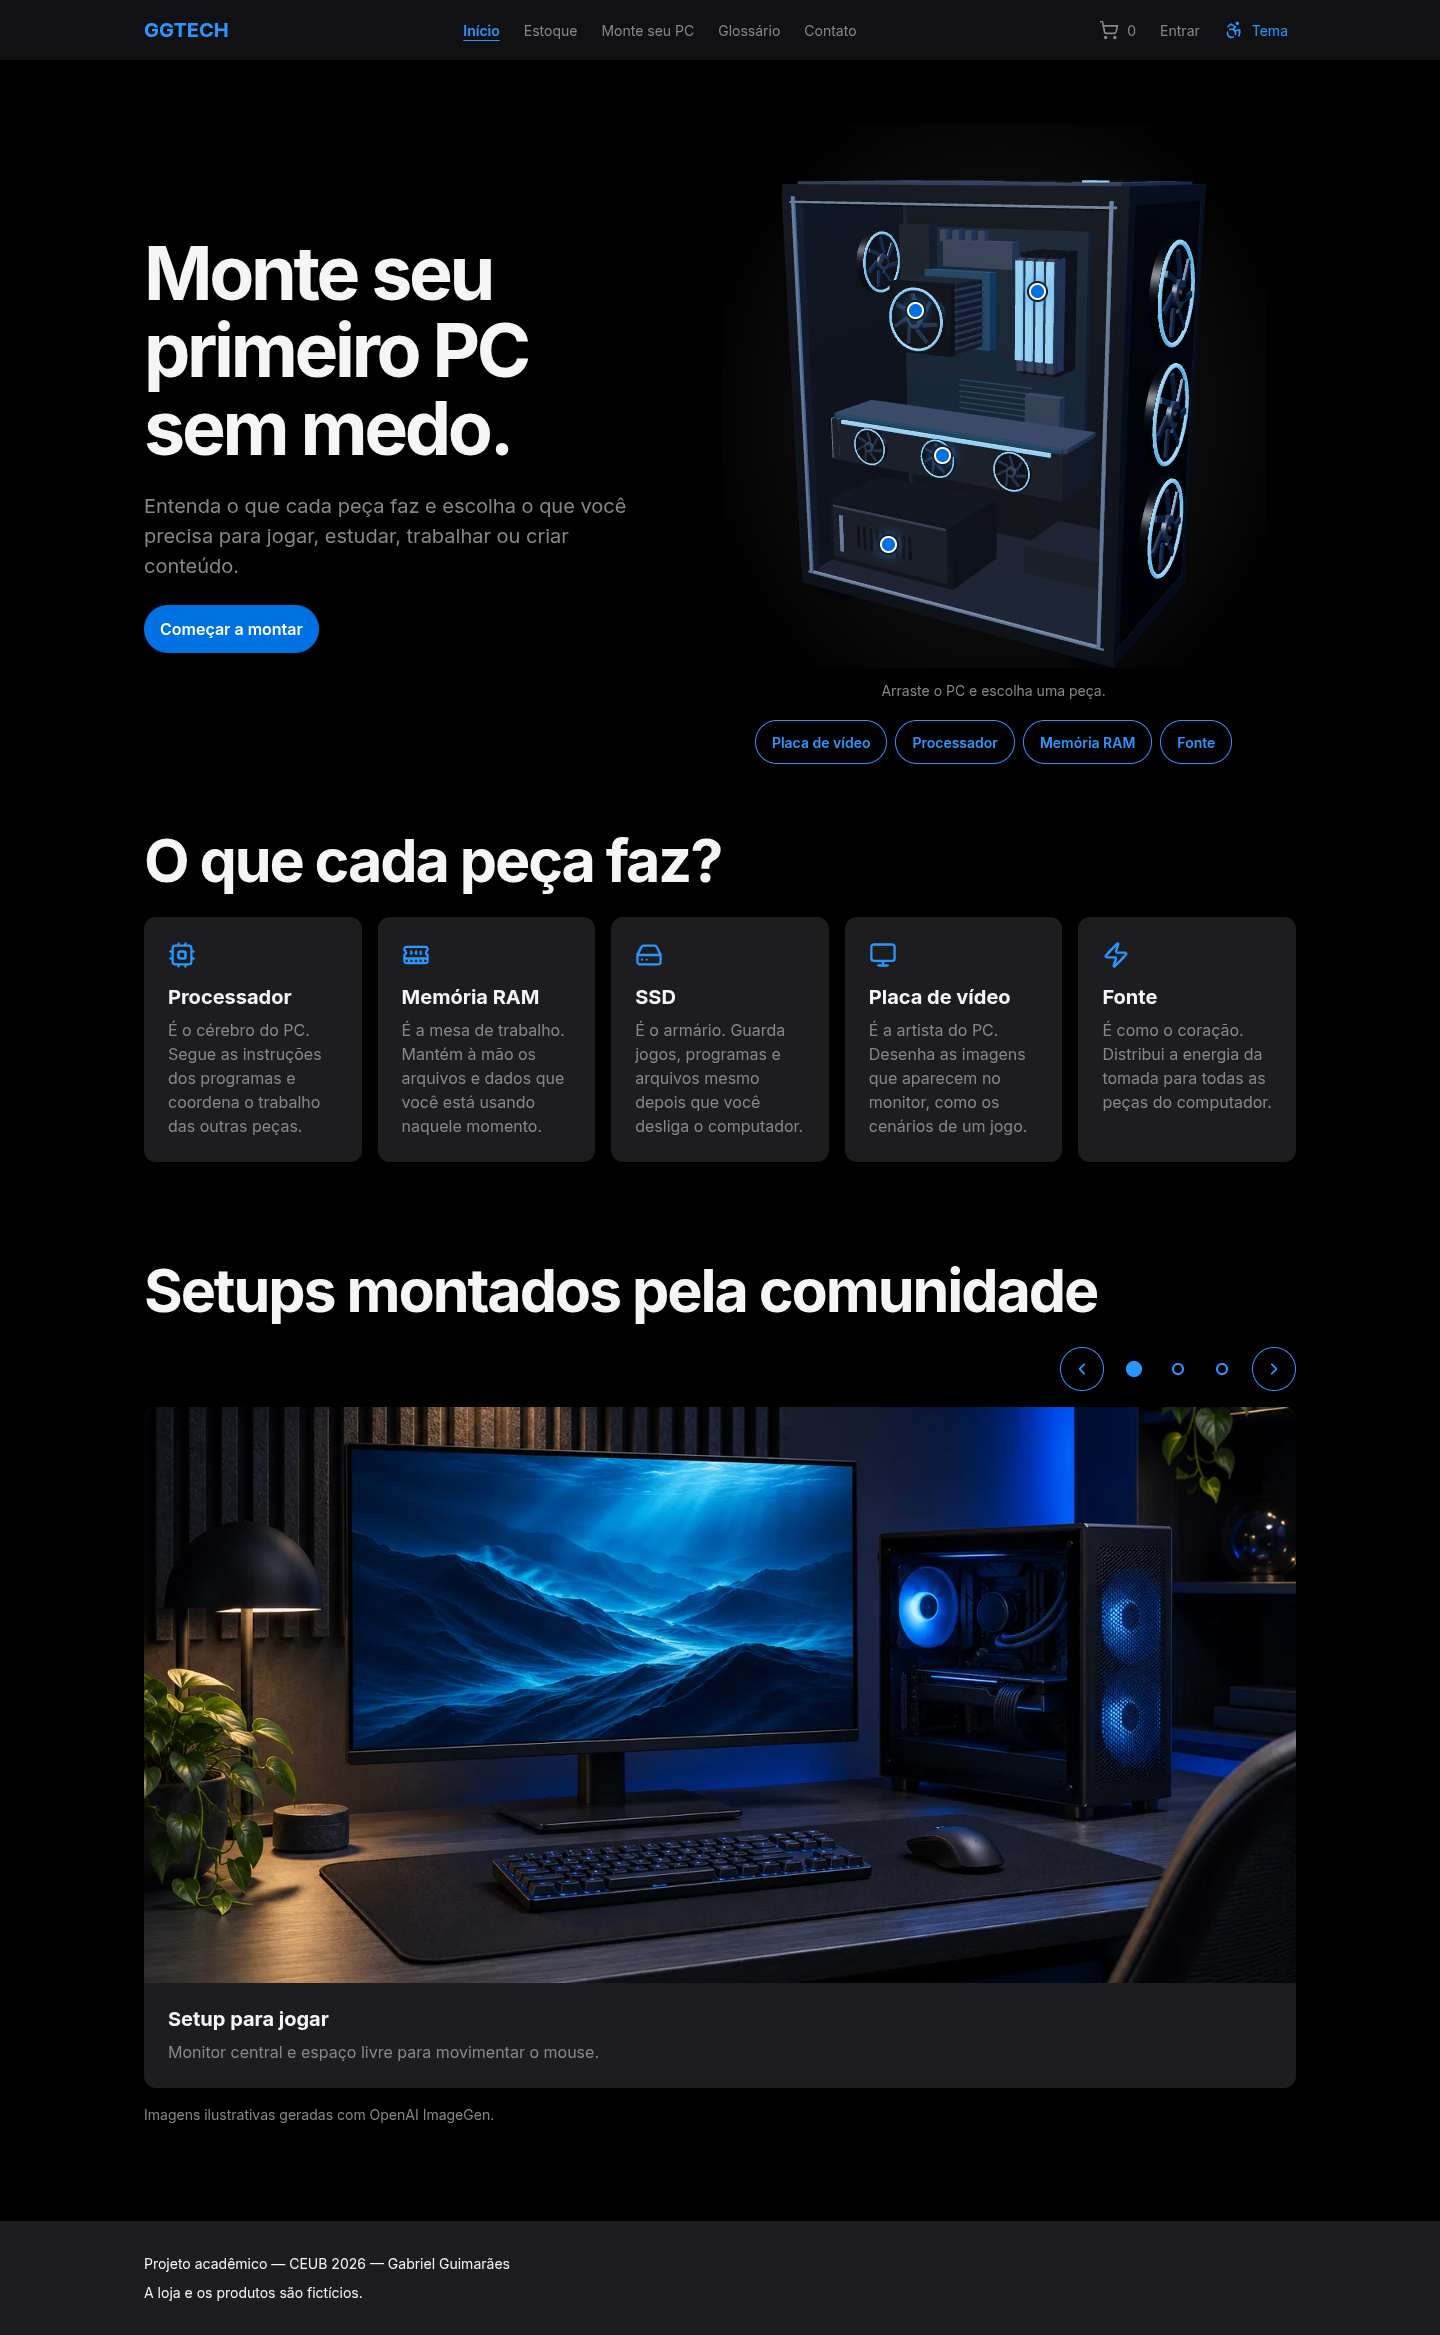 GGTECH
Início
Estoque
Monte seu PC
Glossário
Contato
0
Entrar
Tema
Monte seu
primeiro PC
sem medo.
Entenda o que cada peça faz e escolha o que você
precisa para jogar, estudar, trabalhar ou criar
conteúdo.
Começar a montar
Arraste o PC e escolha uma peça.
Placa de vídeo
Processador
Memória RAM
Fonte
O que cada peça faz?
Processador
É o cérebro do PC.
Segue as instruções
dos programas e
coordena o trabalho
das outras peças.
Memória RAM
É a mesa de trabalho.
Mantém à mão os
arquivos e dados que
você está usando
naquele momento.
SSD
É o armário. Guarda
jogos, programas e
arquivos mesmo
depois que você
desliga o computador.
Placa de vídeo
É a artista do PC.
Desenha as imagens
que aparecem no
monitor, como os
cenários de um jogo.
Fonte
É como o coração.
Distribui a energia da
tomada para todas as
peças do computador.
Setups montados pela comunidade
Setup para jogar
Monitor central e espaço livre para movimentar o mouse.
Imagens ilustrativas geradas com OpenAI ImageGen.
Projeto acadêmico — CEUB 2026 — Gabriel Guimarães
A loja e os produtos são fictícios.